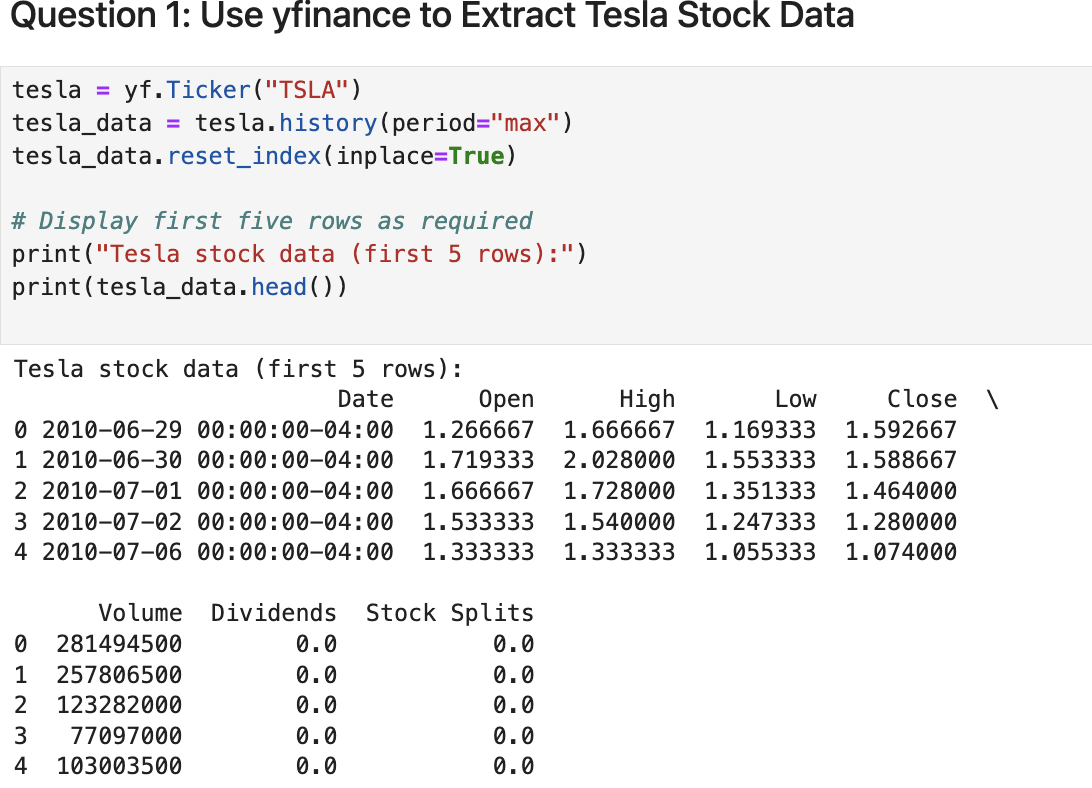 Question 1: Use yfinance to Extract Tesla Stock Data
tesla = yf.Ticker("TSLA")
tesla_data = tesla.history(period="max")
tesla_data.reset_index(inplace=True)
# Display first five rows as required
print("Tesla stock data (first 5 rows):")
print(tesla_data.head())
Tesla stock data (first 5 rows):
                       Date      Open      High       Low     Close  \
0 2010-06-29 00:00:00-04:00  1.266667  1.666667  1.169333  1.592667
1 2010-06-30 00:00:00-04:00  1.719333  2.028000  1.553333  1.588667
2 2010-07-01 00:00:00-04:00  1.666667  1.728000  1.351333  1.464000
3 2010-07-02 00:00:00-04:00  1.533333  1.540000  1.247333  1.280000
4 2010-07-06 00:00:00-04:00  1.333333  1.333333  1.055333  1.074000
      Volume  Dividends  Stock Splits
0  281494500        0.0           0.0
1  257806500        0.0           0.0
2  123282000        0.0           0.0
3   77097000        0.0           0.0
4  103003500        0.0           0.0